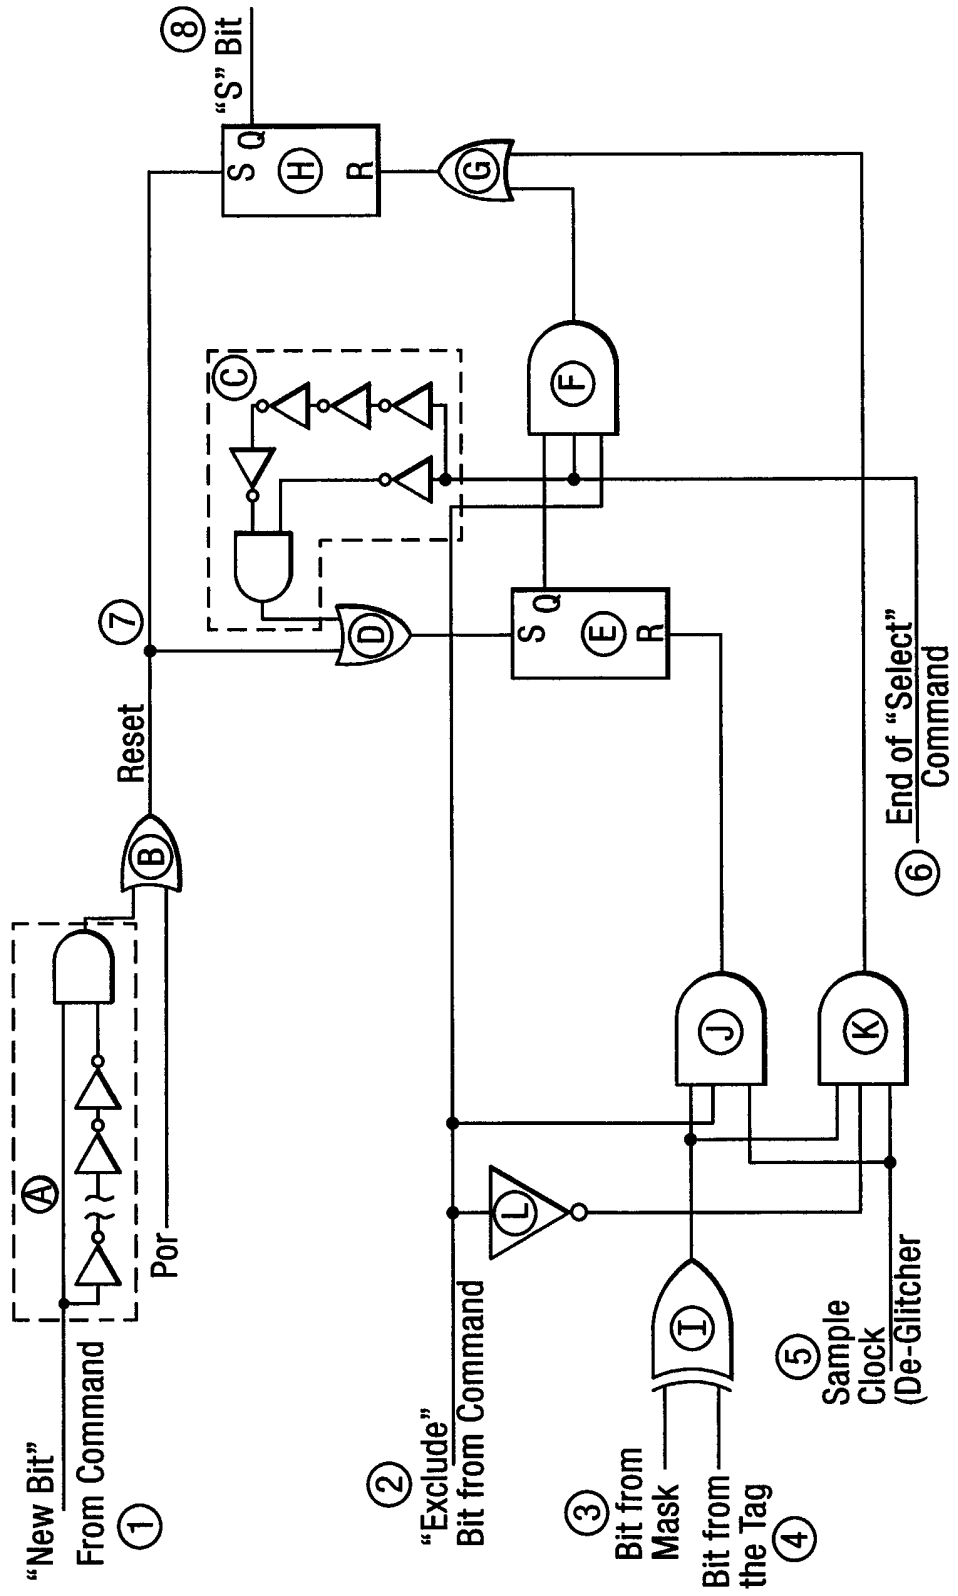 "New Bit"
From Command
1
A
Por
B
Reset
7
8
"S" Bit
S
Q
H
R
C
D
G
F
S
Q
E
R
2
"Exclude"
Bit from Command
L
3
Bit from
Mask
Bit from
the Tag
4
I
J
K
5
Sample
Clock
(De-Glitcher
6
End of "Select"
Command